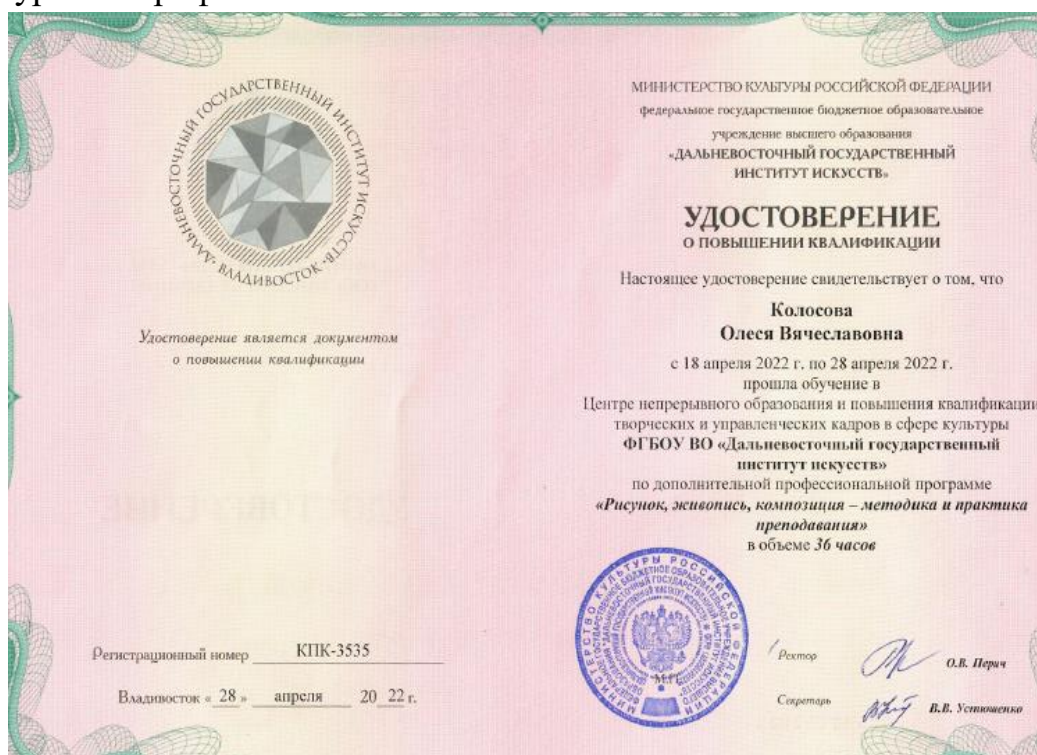 «ДАЛЬНЕВОСТОЧНЫЙ ГОСУДАРСТВЕННЫЙ ИНСТИТУТ ИСКУССТВ»
ВЛАДИВОСТОК
Удостоверение является документом
о повышении квалификации
Регистрационный номер КПК-3535
Владивосток « 28 » апреля 20 22 г.
МИНИСТЕРСТВО КУЛЬТУРЫ РОССИЙСКОЙ ФЕДЕРАЦИИ
федеральное государственное бюджетное образовательное
учреждение высшего образования
«ДАЛЬНЕВОСТОЧНЫЙ ГОСУДАРСТВЕННЫЙ
ИНСТИТУТ ИСКУССТВ»
УДОСТОВЕРЕНИЕ
О ПОВЫШЕНИИ КВАЛИФИКАЦИИ
Настоящее удостоверение свидетельствует о том, что
Колосова
Олеся Вячеславовна
с 18 апреля 2022 г. по 28 апреля 2022 г.
прошла обучение в
Центре непрерывного образования и повышения квалификации
творческих и управленческих кадров в сфере культуры
ФГБОУ ВО «Дальневосточный государственный
институт искусств»
по дополнительной профессиональной программе
«Рисунок, живопись, композиция – методика и практика
преподавания»
в объеме 36 часов
МИНИСТЕРСТВО КУЛЬТУРЫ РОССИЙСКОЙ ФЕДЕРАЦИИ
М.П.
Ректор О.В. Перич
Секретарь В.В. Устюшенко